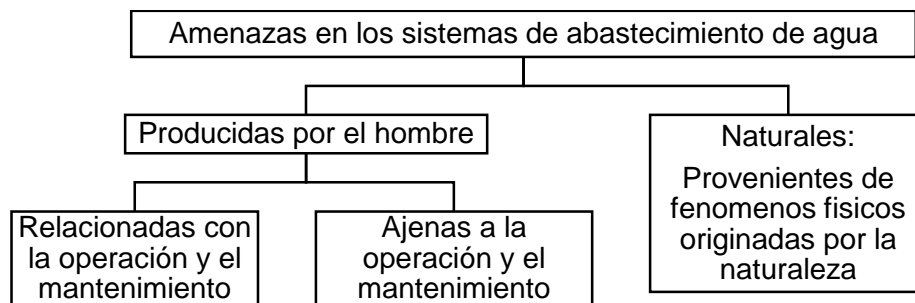 Amenazas en los sistemas de abastecimiento de agua
Producidas por el hombre
Naturales:
Provenientes de
fenomenos fisicos
originadas por la
naturaleza
Relacionadas con
la operación y el
mantenimiento
Ajenas a la
operación y el
mantenimiento